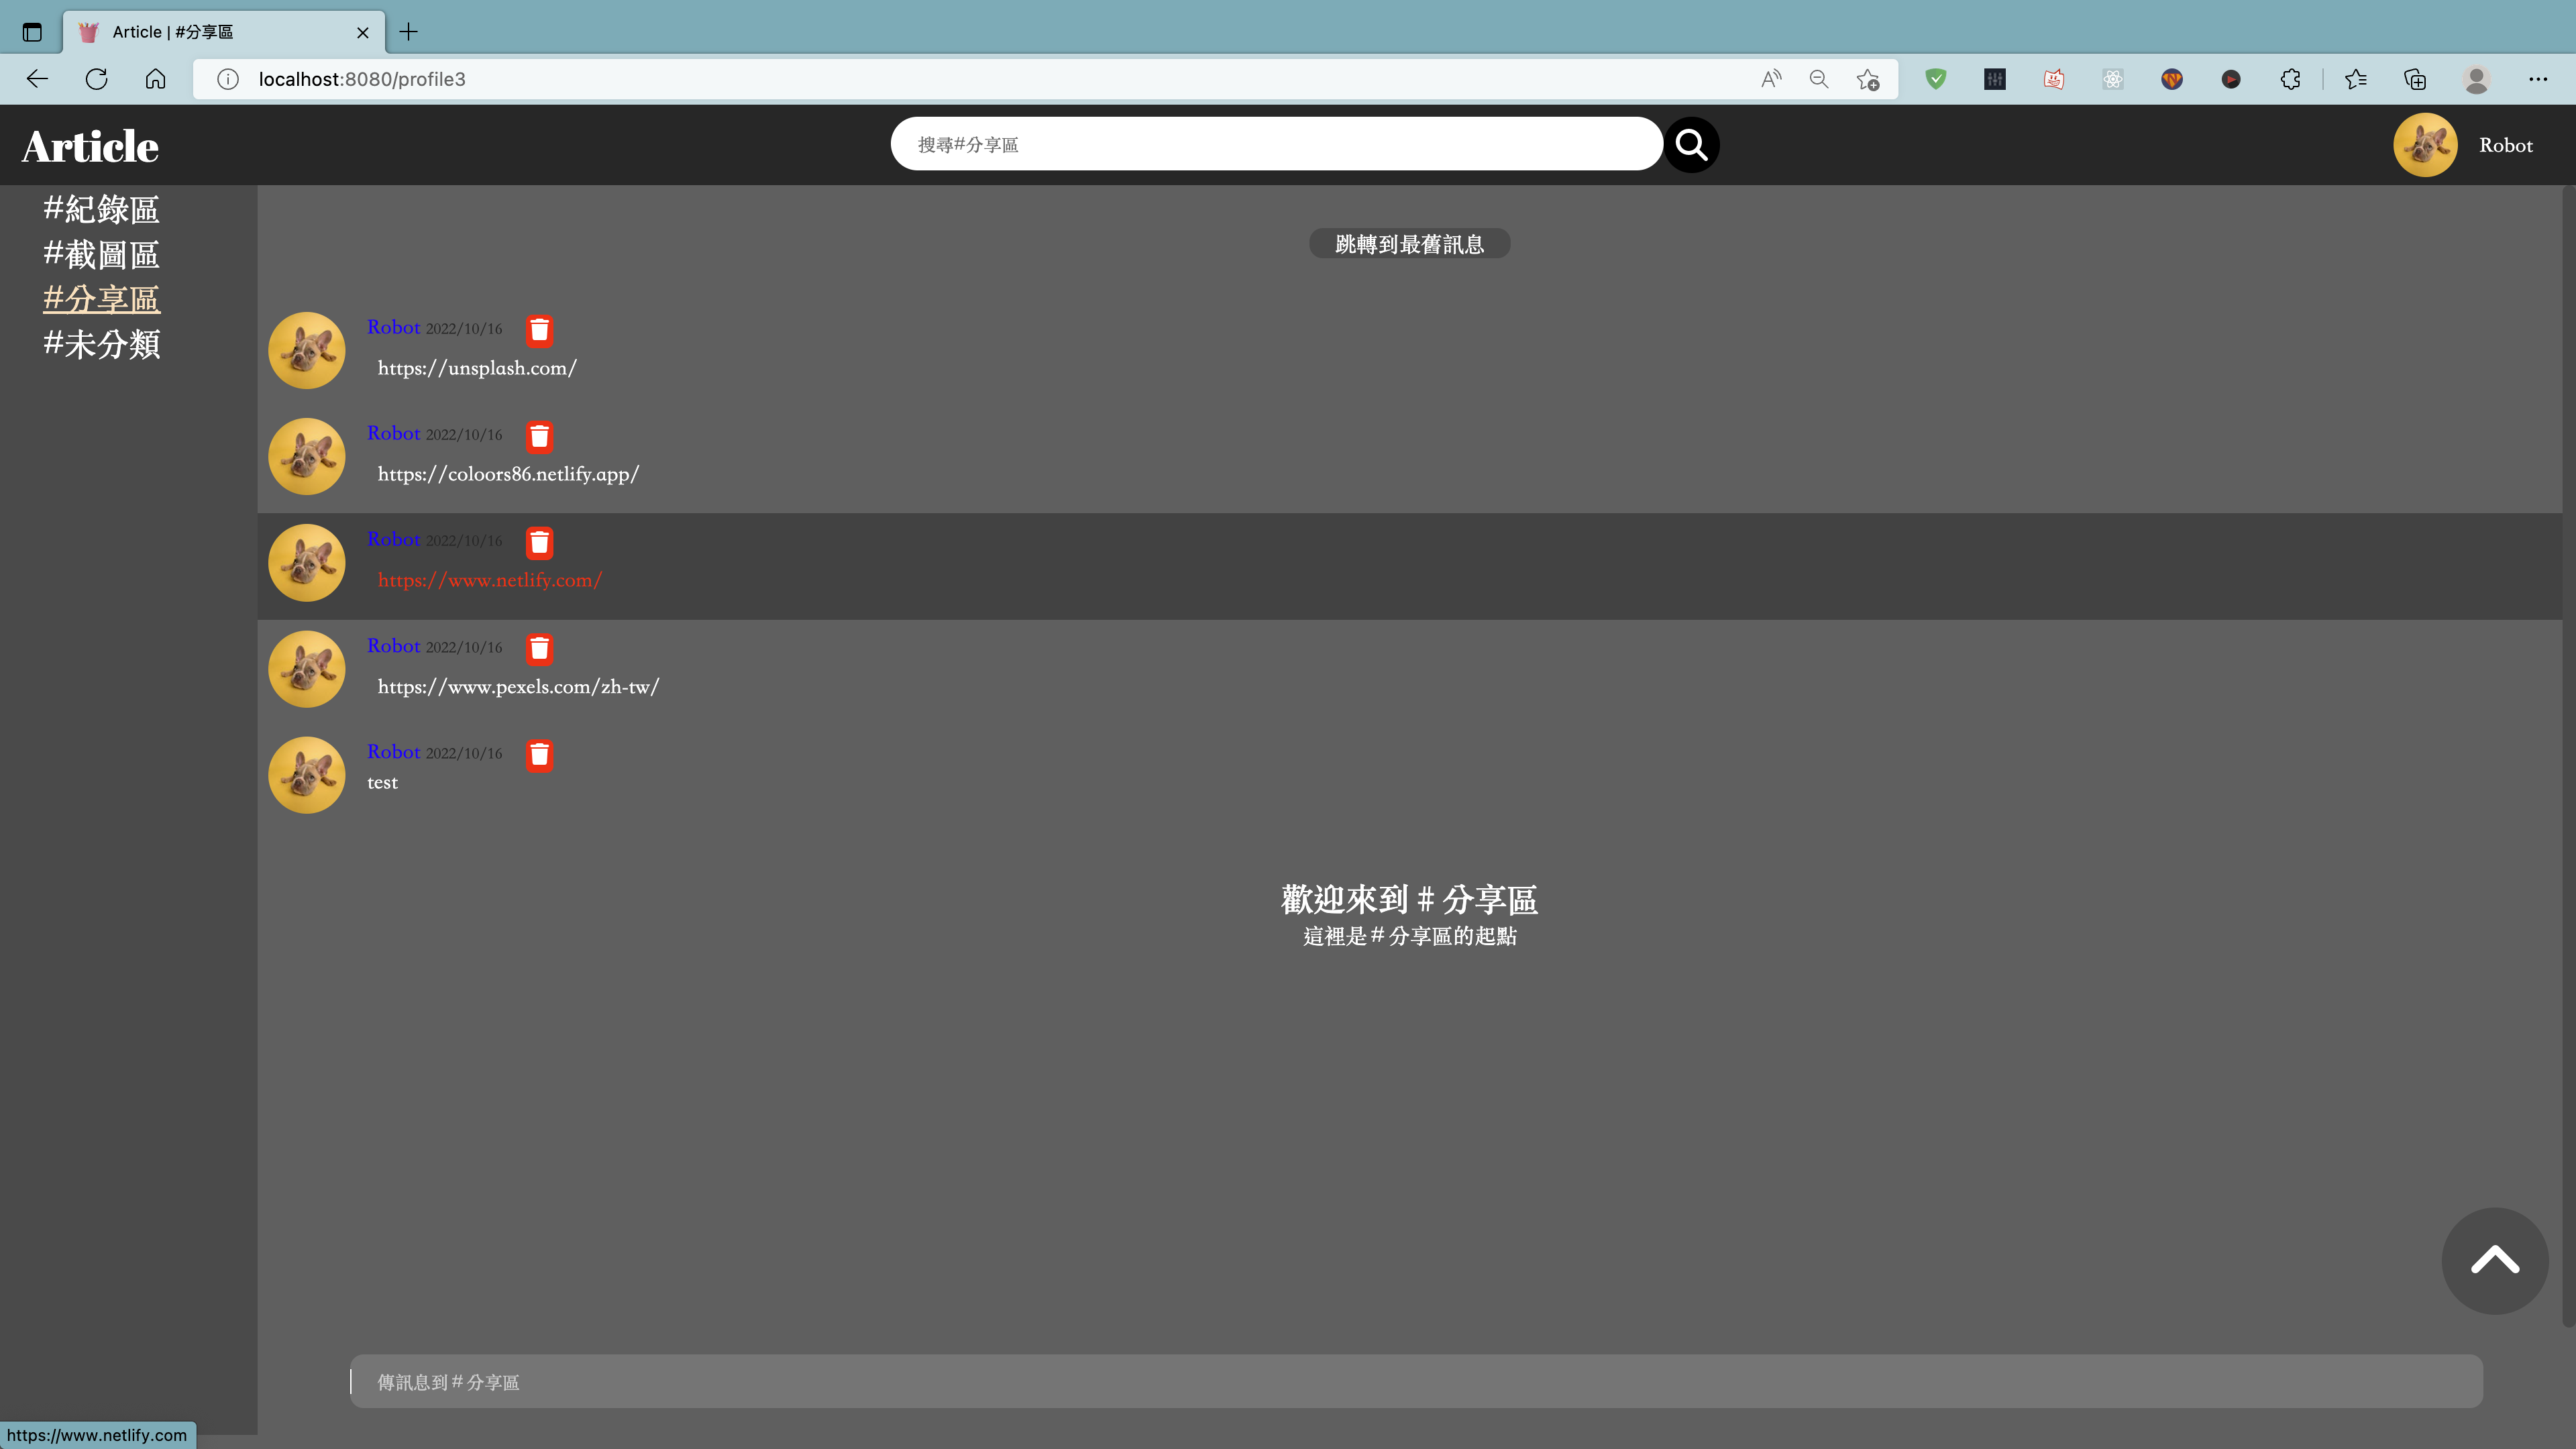 Article | #分享區
localhost:8080/profile3
Article
搜尋#分享區
Robot
#紀錄區
#截圖區
#分享區
#未分類
跳轉到最舊訊息
Robot 2022/10/16
https://unsplash.com/
Robot 2022/10/16
https://coloors86.netlify.app/
Robot 2022/10/16
https://www.netlify.com/
Robot 2022/10/16
https://www.pexels.com/zh-tw/
Robot 2022/10/16
test
歡迎來到＃分享區
這裡是＃分享區的起點
傳訊息到＃分享區
https://www.netlify.com